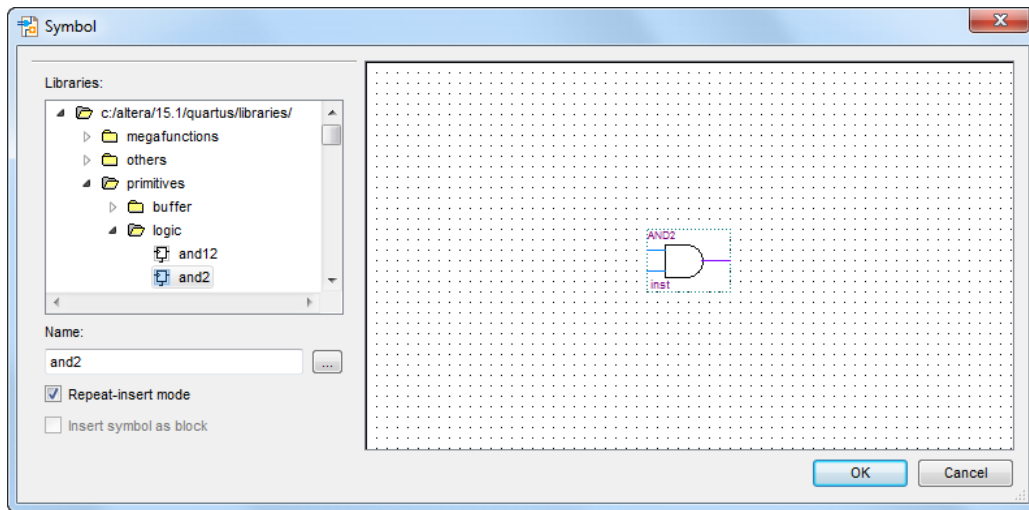 Symbol
Libraries:
c:/altera/15.1/quartus/libraries/
megafunctions
others
primitives
buffer
logic
and12
and2
Name:
and2
...
Repeat-insert mode
Insert symbol as block
AND2
inst
OK
Cancel